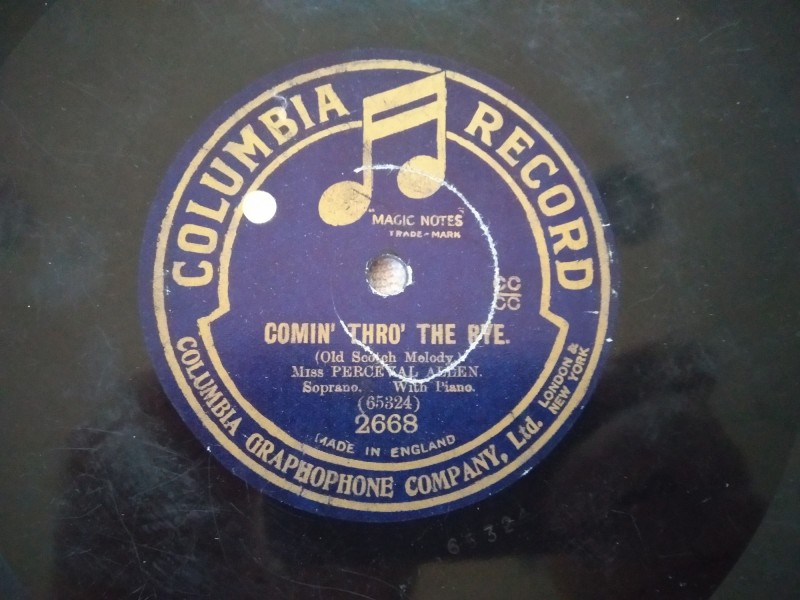 COLUMBIA RECORD
"MAGIC NOTES"
TRADE-MARK
CC
CC
COMIN' THRO' THE RYE.
(Old Scotch Melody.)
Miss PERCEVAL ALLEN.
Soprano. With Piano.
(65324)
2668
MADE IN ENGLAND
COLUMBIA GRAPHOPHONE COMPANY, Ltd. LONDON &
NEW YORK